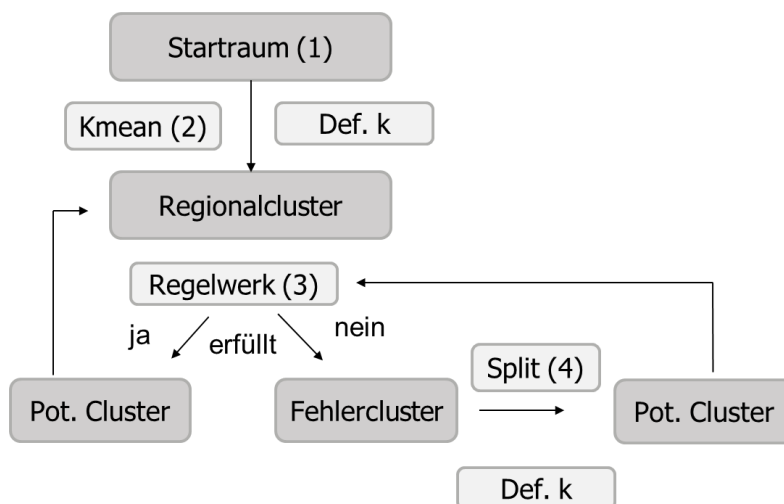 Startraum (1)
Kmean (2)
Def. k
Regionalcluster
Regelwerk (3)
ja
erfüllt
nein
Split (4)
Pot. Cluster
Fehlercluster
Pot. Cluster
Def. k